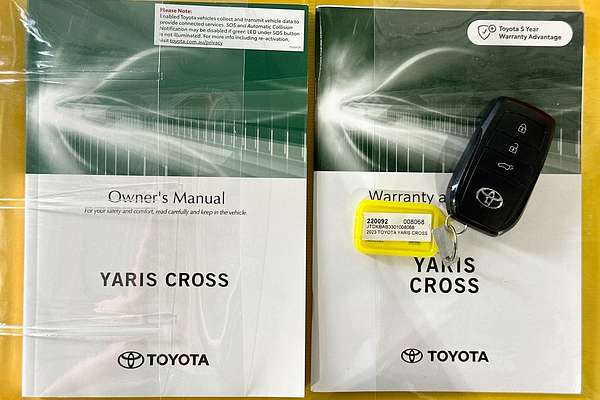 Please Note:
enabled Toyota vehicles collect and transmit vehicle data to
provide connected services. SOS and Automatic Collision
Notification may be disabled if green LED under SOS button
is not illuminated. For more info including re-activation,
visit toyota.com.au/privacy
Owner's Manual
For your safety and comfort, read carefully and keep in the vehicle.
YARIS CROSS
TOYOTA
Toyota 5 Year
Warranty Advantage
Warranty a
220092 008068
JTDKBAB3301008068
2023 TOYOTA YARIS CROSS
YARIS
CROSS
TOYOTA